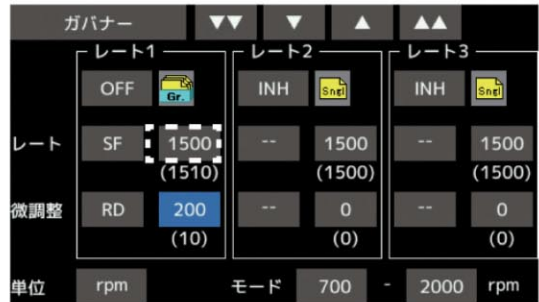 ガバナー ▼▼ ▼ ▲ ▲▲
レート1 レート2 レート3
OFF Gr. INH Sngl INH Sngl
レート SF 1500 -- 1500 -- 1500
(1510) (1500) (1500)
微調整 RD 200 -- 0 -- 0
(10) (0) (0)
単位 rpm モード 700 - 2000 rpm